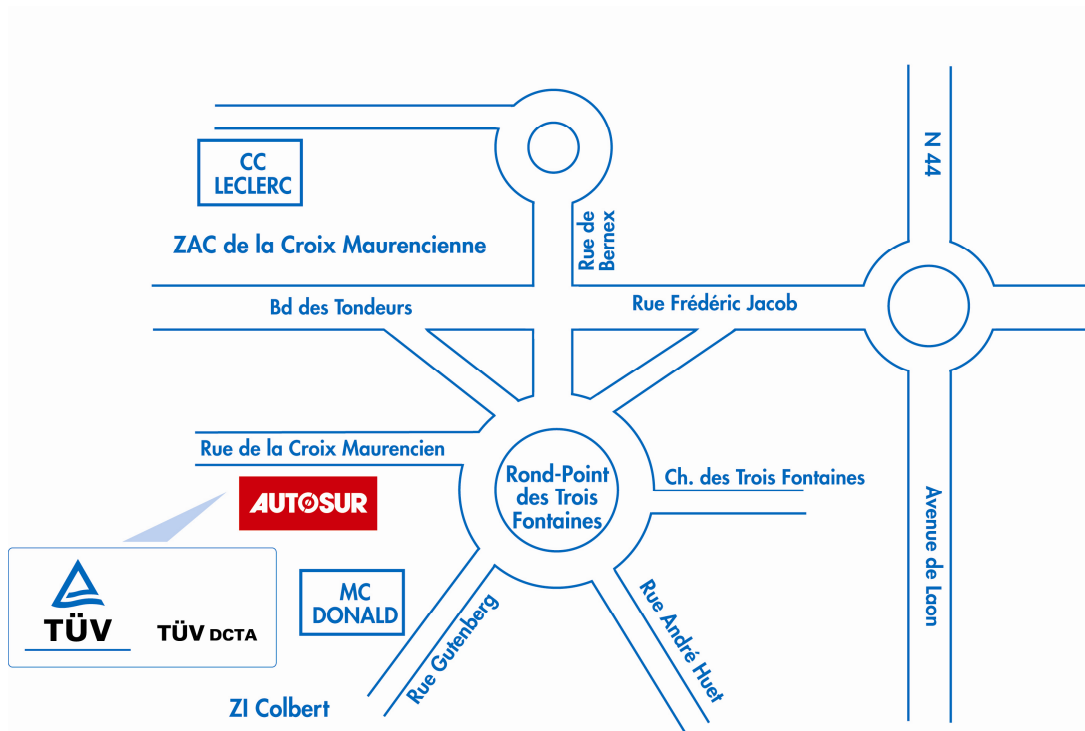 CC
LECLERC
N 44
Rue de
Bernex
ZAC de la Croix Maurencienne
Bd des Tondeurs
Rue Frédéric Jacob
Rue de la Croix Maurencien
Rond-Point
des Trois
Fontaines
Ch. des Trois Fontaines
AUTOSUR
Avenue de Laon
MC
DONALD
TÜV
TÜV DCTA
Rue Gutenberg
Rue André Huet
ZI Colbert